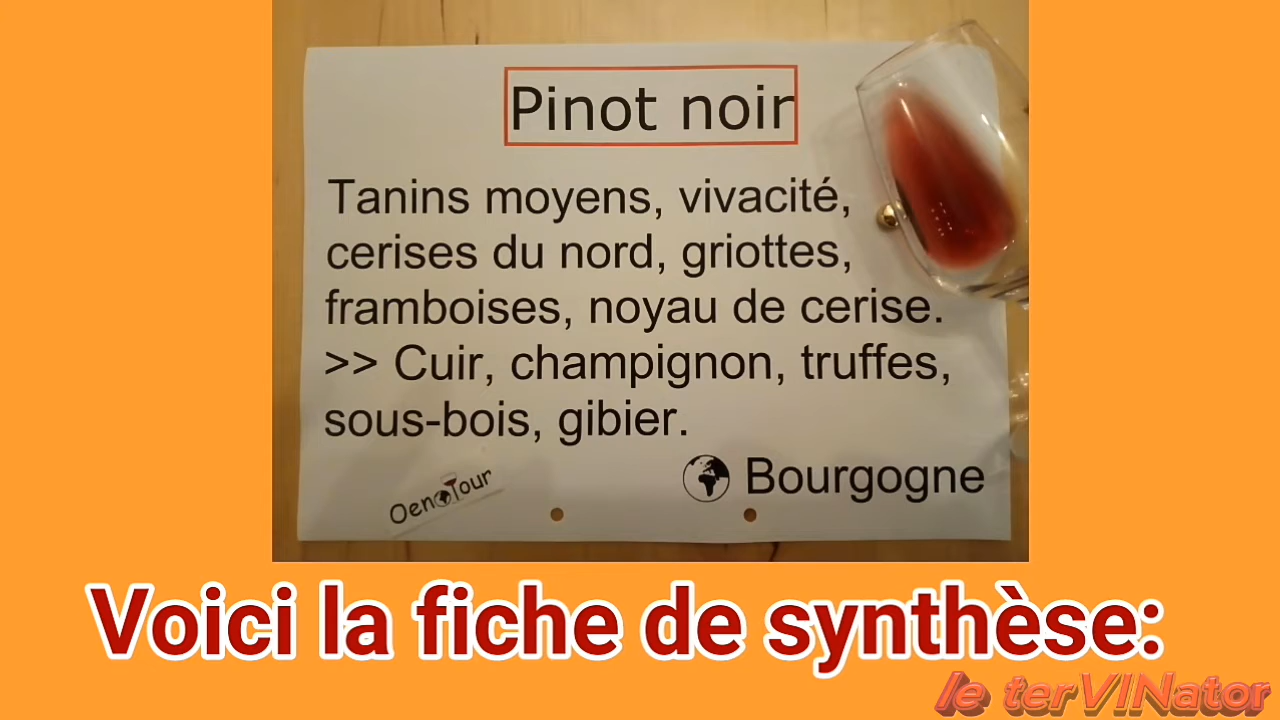 Pinot noir
Tanins moyens, vivacité,
cerises du nord, griottes,
framboises, noyau de cerise.
>> Cuir, champignon, truffes,
sous-bois, gibier.
Bourgogne
OenoTour
Voici la fiche de synthèse:
le terVINator